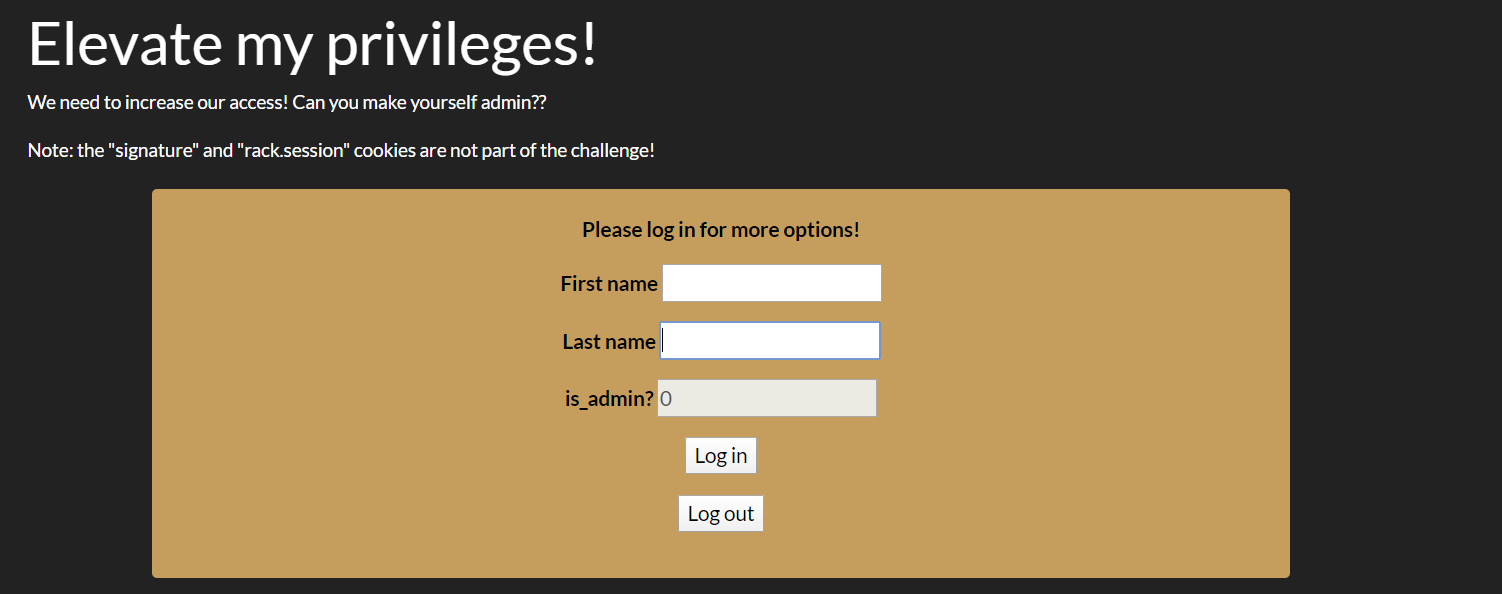 Elevate my privileges!
We need to increase our access! Can you make yourself admin??
Note: the "signature" and "rack.session" cookies are not part of the challenge!
Please log in for more options!
First name
Last name
is_admin? 0
Log in
Log out